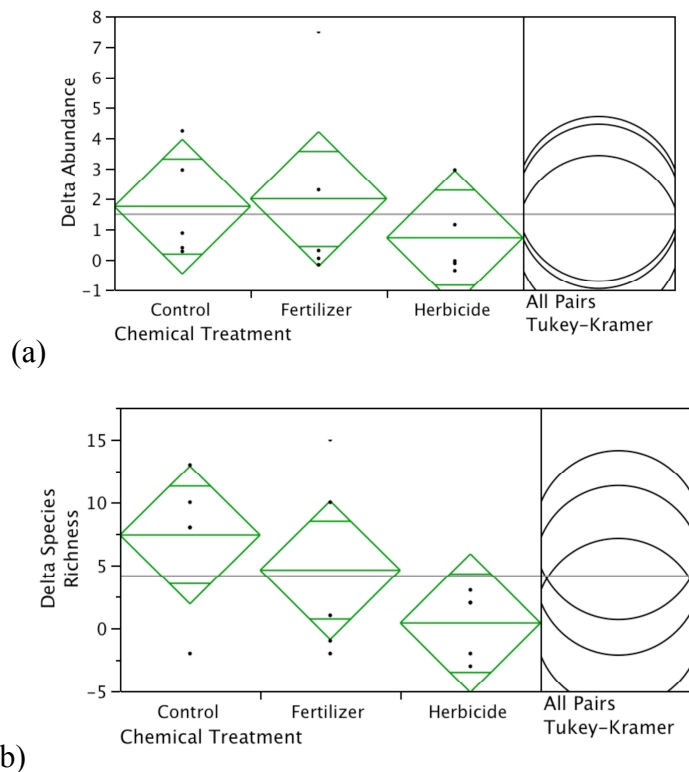 8
7
6
5
4
3
2
1
0
-1
Delta Abundance
Control
Fertilizer
Herbicide
All Pairs
Tukey-Kramer
Chemical Treatment
(a)
15
10
5
0
-5
Delta Species
Richness
Control
Fertilizer
Herbicide
All Pairs
Tukey-Kramer
Chemical Treatment
b)